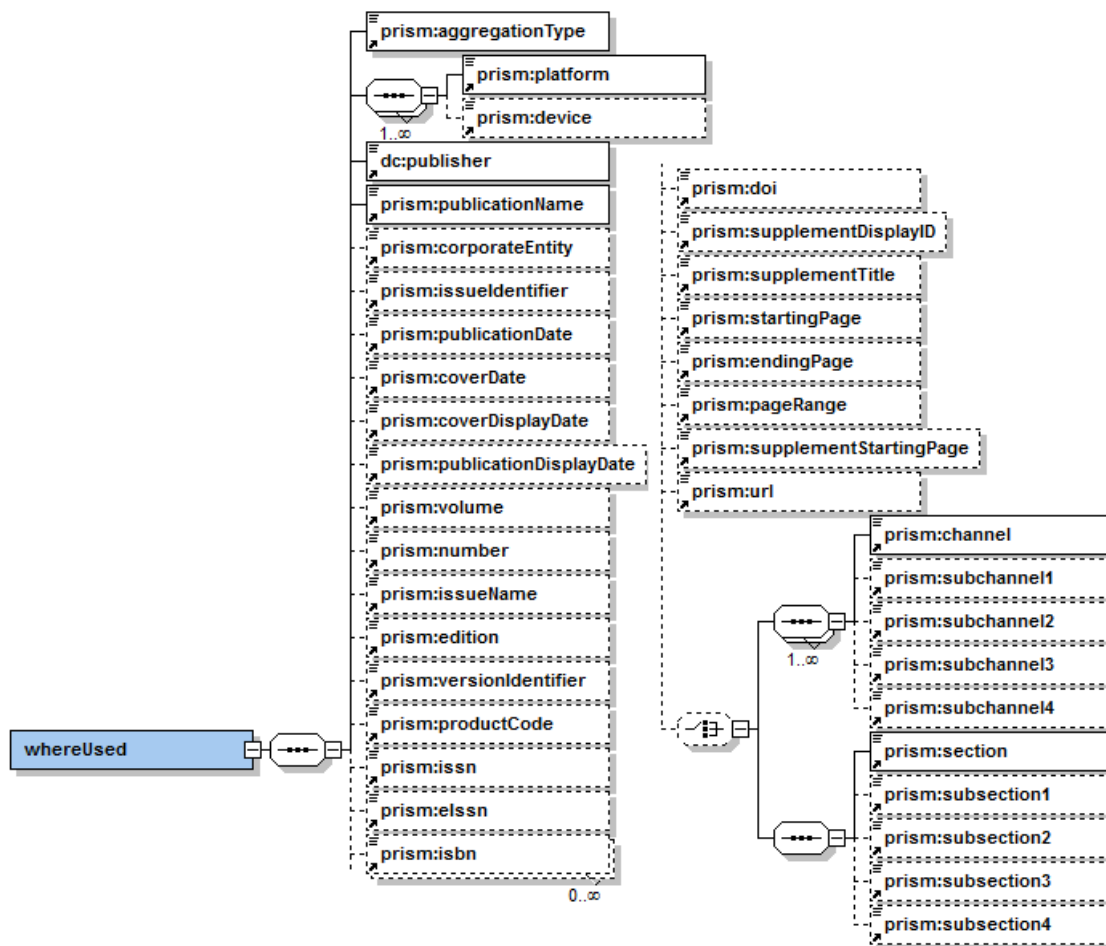 prism:aggregationType
prism:platform
prism:device
1..∞
dc:publisher
prism:publicationName
prism:corporateEntity
prism:issueIdentifier
prism:publicationDate
prism:coverDate
prism:coverDisplayDate
prism:publicationDisplayDate
prism:volume
prism:number
prism:issueName
prism:edition
prism:versionIdentifier
prism:productCode
whereUsed
prism:issn
prism:eIssn
prism:isbn
0..∞
prism:doi
prism:supplementDisplayID
prism:supplementTitle
prism:startingPage
prism:endingPage
prism:pageRange
prism:supplementStartingPage
prism:url
prism:channel
prism:subchannel1
prism:subchannel2
prism:subchannel3
prism:subchannel4
1..∞
prism:section
prism:subsection1
prism:subsection2
prism:subsection3
prism:subsection4